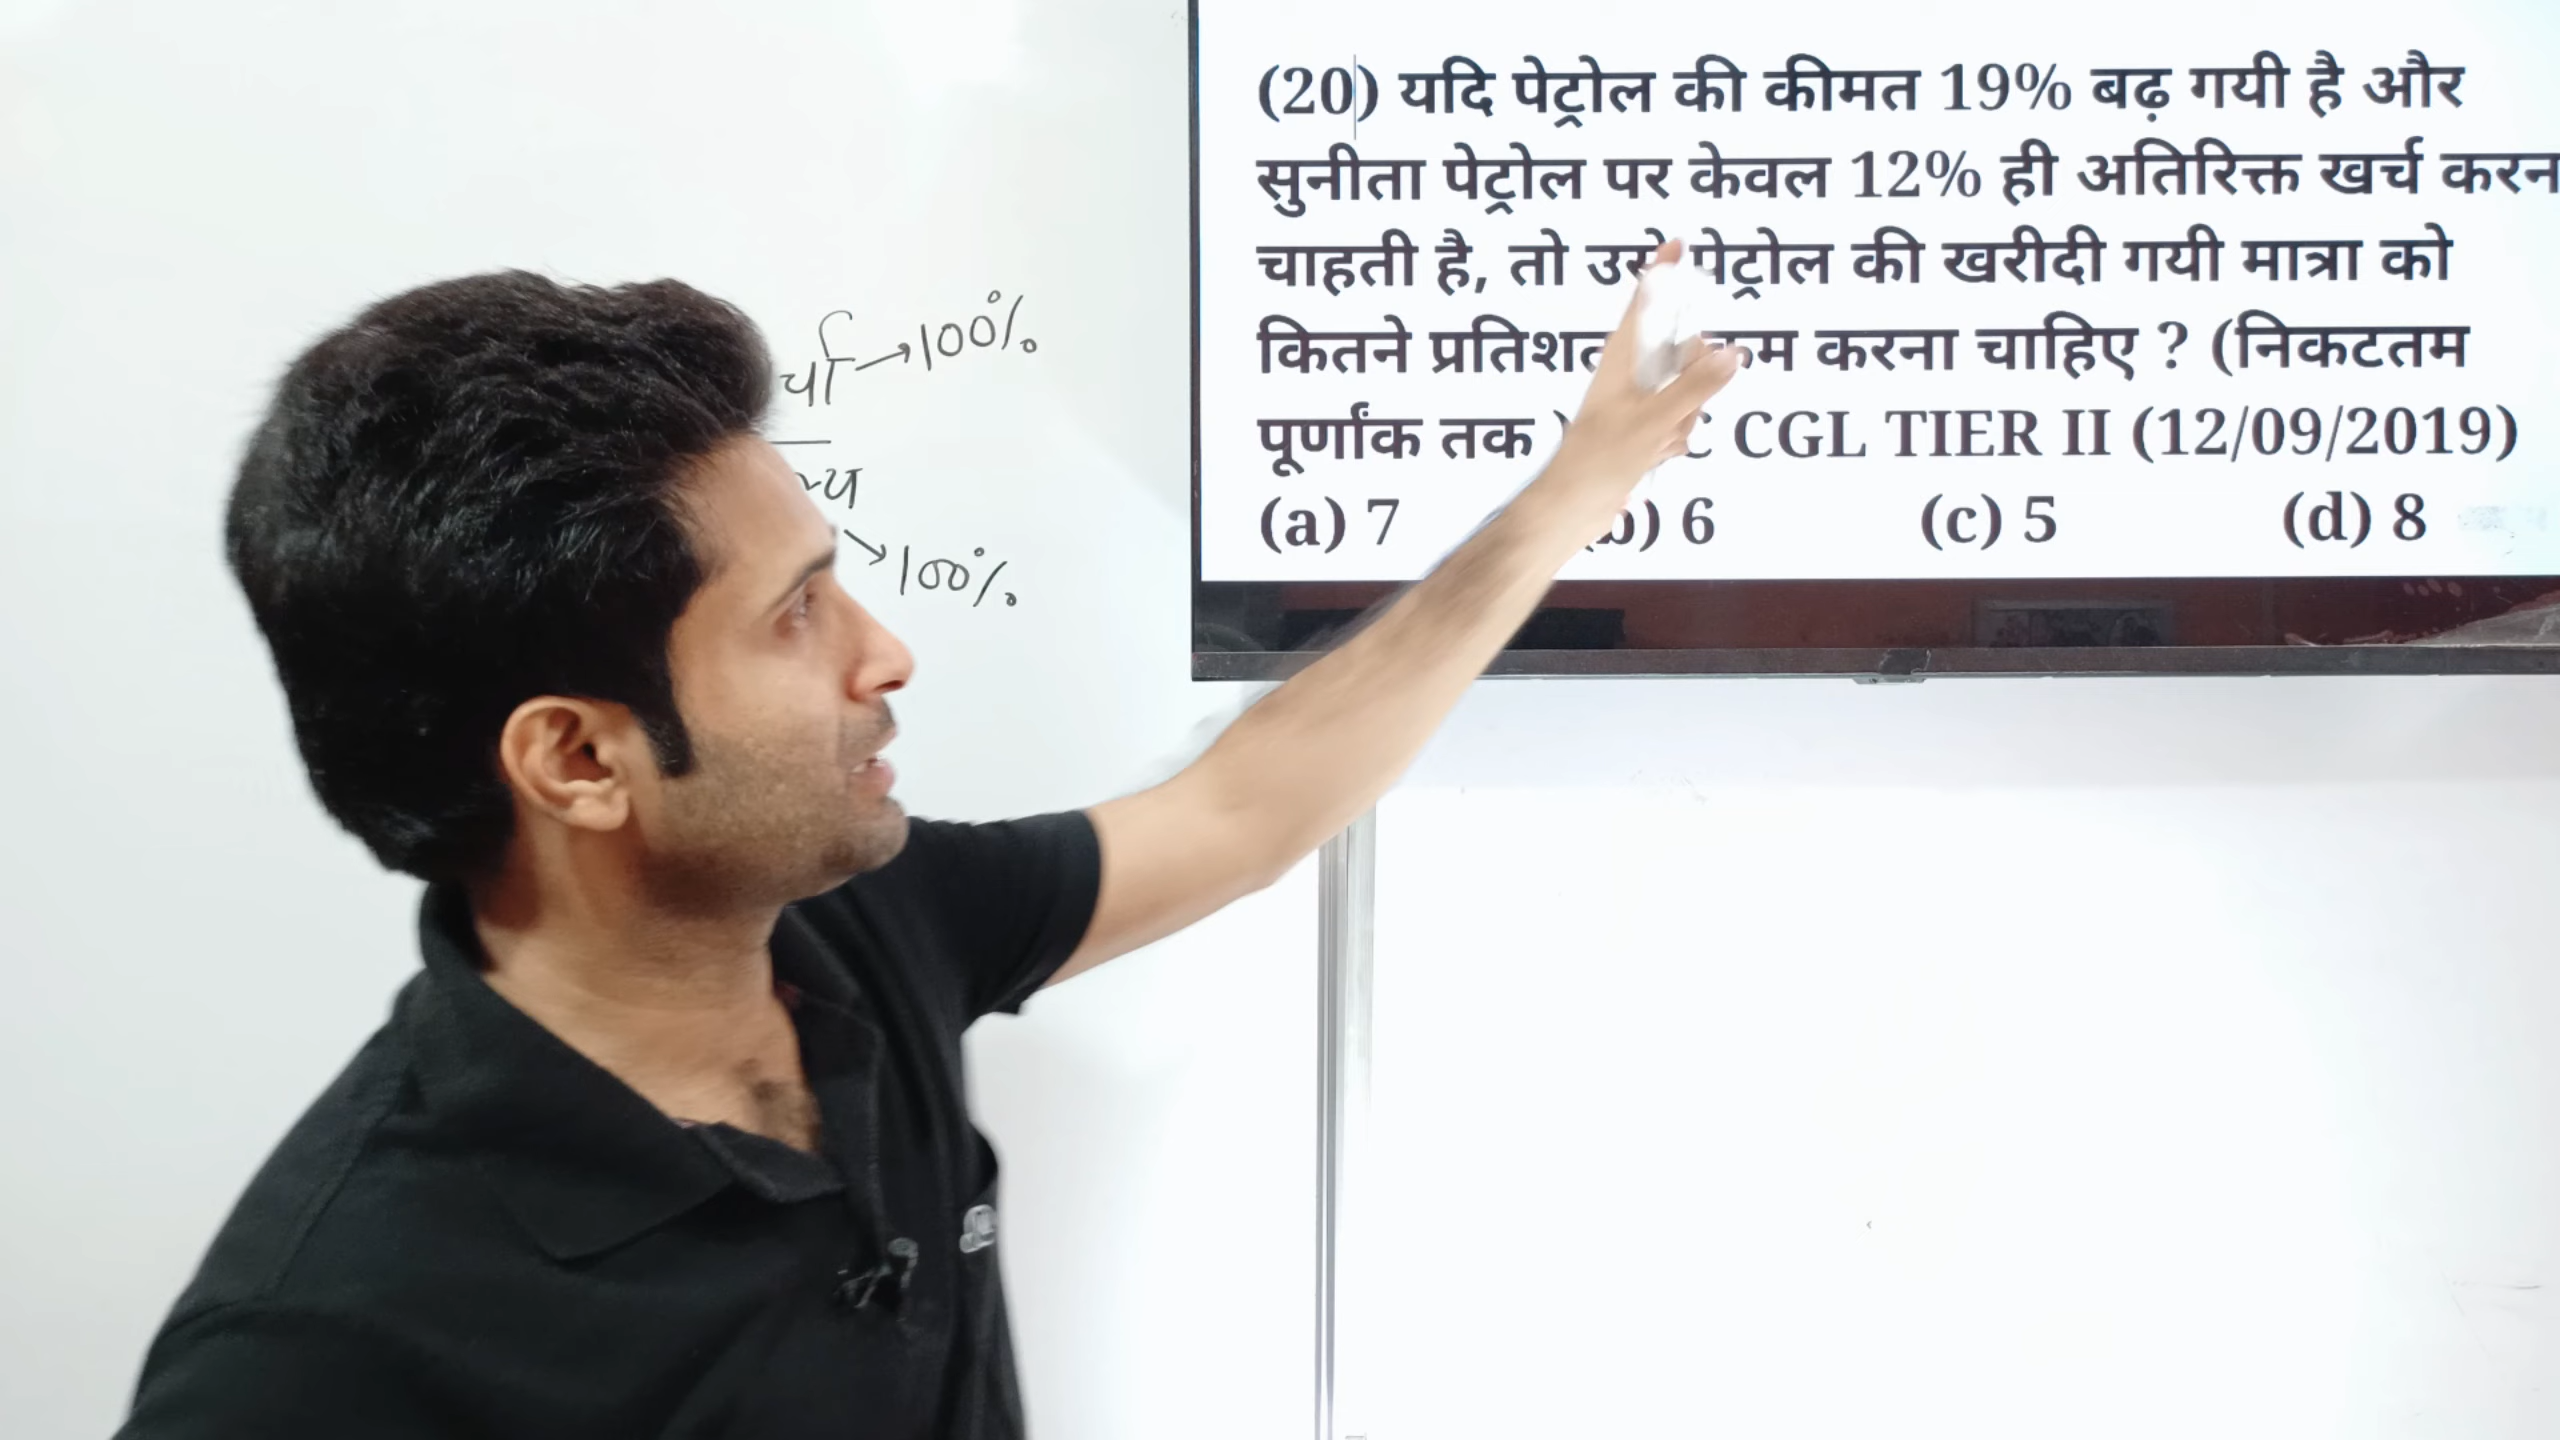 (20) यदि पेट्रोल की कीमत 19% बढ़ गयी है और
सुनीता पेट्रोल पर केवल 12% ही अतिरिक्त खर्च
चाहती है, तो पेट्रोल की खरीदी गयी मात्रा को
कितने प्रतिशत कम करना चाहिए ? (निकटतम
पूर्णांक तक ) CGL TIER II (12/09/2019)
(a) 7 (b) 6 (c) 5 (d) 8
100%
100%